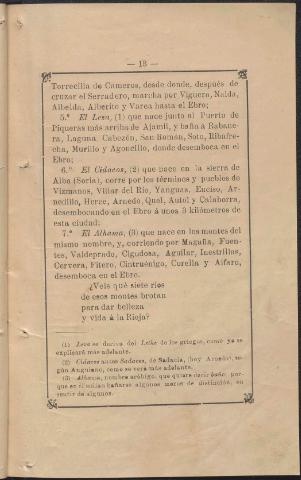 — 13 —
Torrecilla de Cameros, desde donde, después de
cruzar el Serradero, marcha por Viguera, Nalda,
Albelda, Alberite y Varea hasta el Ebro;
5.º El Leza, (1) que nace junto al Puerto de
Piqueras más arriba de Ajamil, y baña á Rabane-
ra, Laguna Cabezón, San Román, Soto, Ribafre-
cha, Murillo y Agoncillo, donde desemboca en el
Ebro;
6.º El Cidacos, (2) que nace en la sierra de
Alba (Soria), corre por los términos y pueblos de
Vizmanos, Villar del Río, Yanguas, Enciso, Ar-
nedillo, Herce, Arnedo, Quel, Autol y Calahorra,
desembocando en el Ebro á unos 3 kilómetros de
esta ciudad;
7.º El Alhama, (3) que nace en los montes del
mismo nombre, y, corriendo por Magaña, Fuen-
tes, Valdeprado, Cigudosa, Aguilar, Inestrillas,
Cervera, Fitero, Cintruénigo, Corella y Alfaro,
desemboca en el Ebro.
¿Veis qué siete ríos
de esos montes brotan
para dar belleza
y vida á la Rioja?
(1) Leza se deriva del Lethe de los griegos, como ya se
explicará más adelante.
(2) Cidacos antes Sadacos, de Sadacia, (hoy Arnedo), se-
gún Anguiano, como se verá más adelante.
(3) Alhama, nombre arábigo, que quiere decir baño; por-
que en él solían bañarse algunos moros de distinción, en
sentir de algunos.